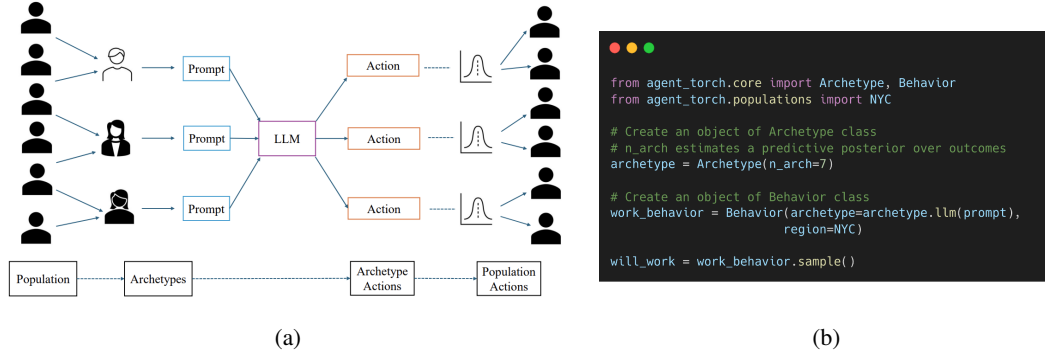 Prompt
Action
Prompt
LLM
Action
Prompt
Action
Population
Archetypes
Archetype
Actions
Population
Actions
(a)
from agent_torch.core import Archetype, Behavior
from agent_torch.populations import NYC
# Create an object of Archetype class
# n_arch estimates a predictive posterior over outcomes
archetype = Archetype(n_arch=7)
# Create an object of Behavior class
work_behavior = Behavior(archetype=archetype.llm(prompt),
region=NYC)
will_work = work_behavior.sample()
(b)